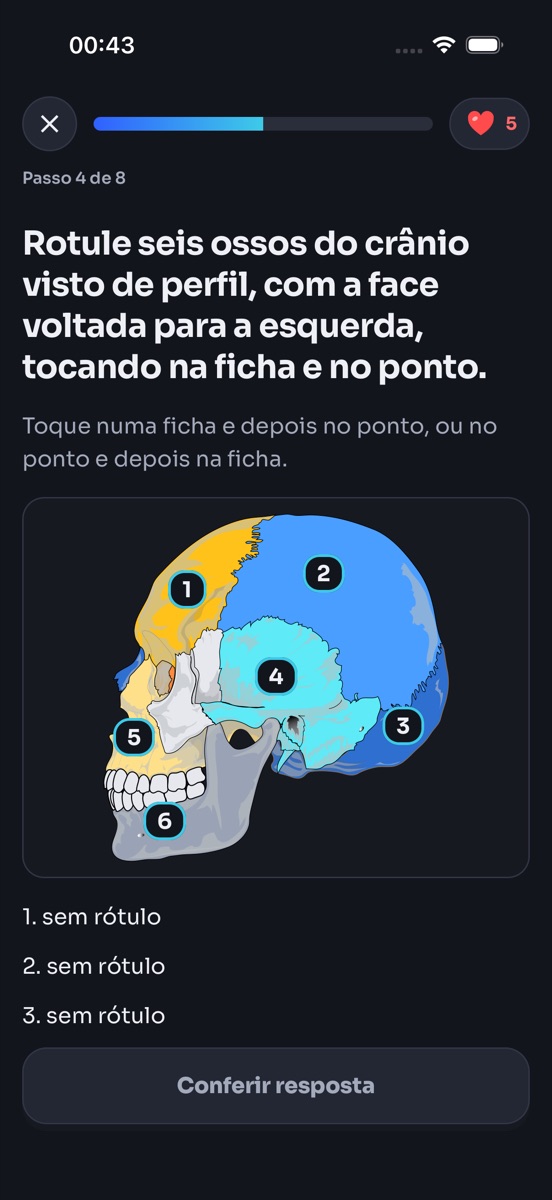 00:43
5
Passo 4 de 8
Rotule seis ossos do crânio
visto de perfil, com a face
voltada para a esquerda,
tocando na ficha e no ponto.
Toque numa ficha e depois no ponto, ou no
ponto e depois na ficha.
1
2
4
3
5
6
1. sem rótulo
2. sem rótulo
3. sem rótulo
Conferir resposta